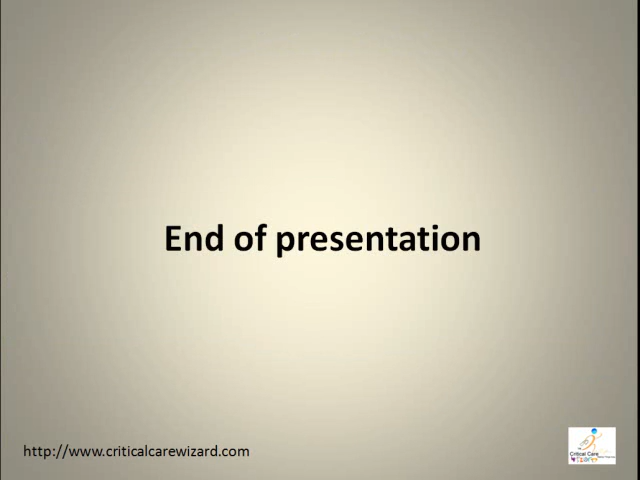 End of presentation
http://www.criticalcarewizard.com
Critical Care